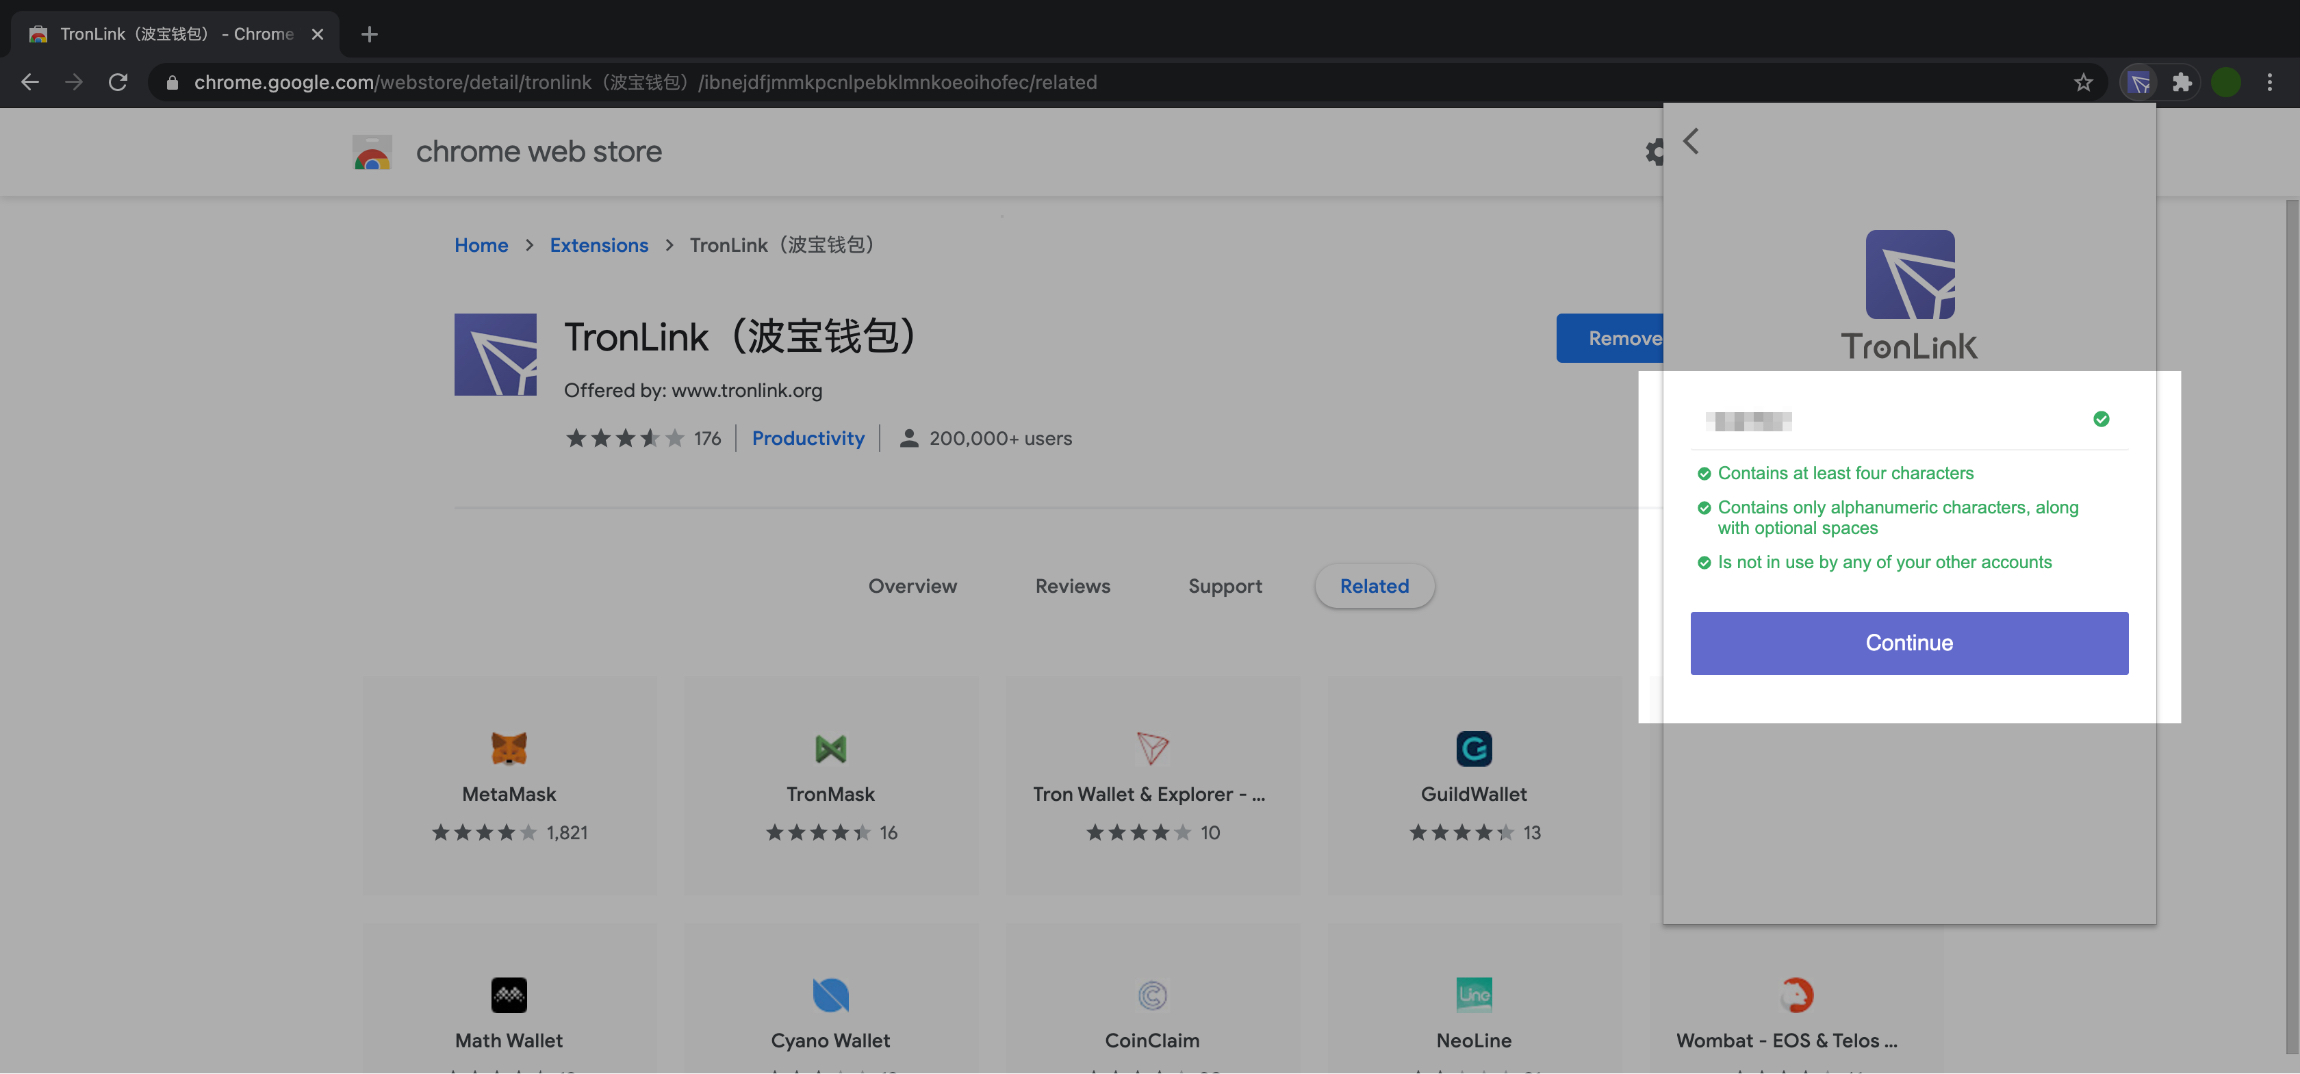 TronLink（波宝钱包） - Chrome
chrome.google.com/webstore/detail/tronlink（波宝钱包）/ibnejdfjmmkpcnlpebklmnkoeoihofec/related
chrome web store
Home > Extensions > TronLink（波宝钱包）
TronLink（波宝钱包）
Offered by: www.tronlink.org
176 | Productivity | 200,000+ users
Remove
Overview Reviews Support Related
MetaMask TronMask Tron Wallet & Explorer - ... GuildWallet
1,821 16 10 13
Math Wallet Cyano Wallet CoinClaim NeoLine Wombat - EOS & Telos ...
Line
TronLink
Contains at least four characters
Contains only alphanumeric characters, along
with optional spaces
Is not in use by any of your other accounts
Continue